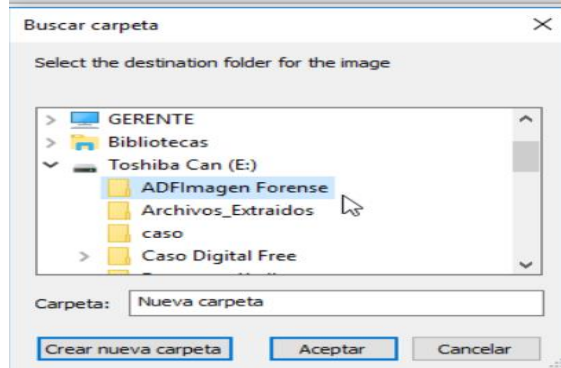 Buscar carpeta
Select the destination folder for the image
GERENTE
Bibliotecas
Toshiba Can (E:)
ADFImagen Forense
Archivos_Extraidos
caso
Caso Digital Free
Carpeta: Nueva carpeta
Crear nueva carpeta Aceptar Cancelar